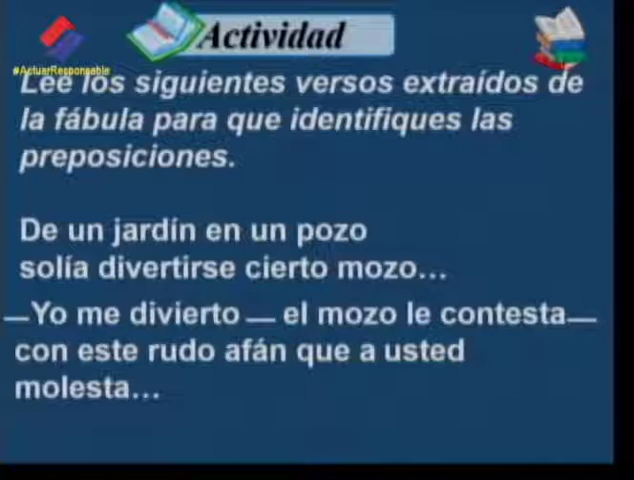 Actividad
#ActuarResponsable
Lee los siguientes versos extraídos de
la fábula para que identifiques las
preposiciones.
De un jardín en un pozo
solía divertirse cierto mozo...
—Yo me divierto — el mozo le contesta—
con este rudo afán que a usted
molesta...